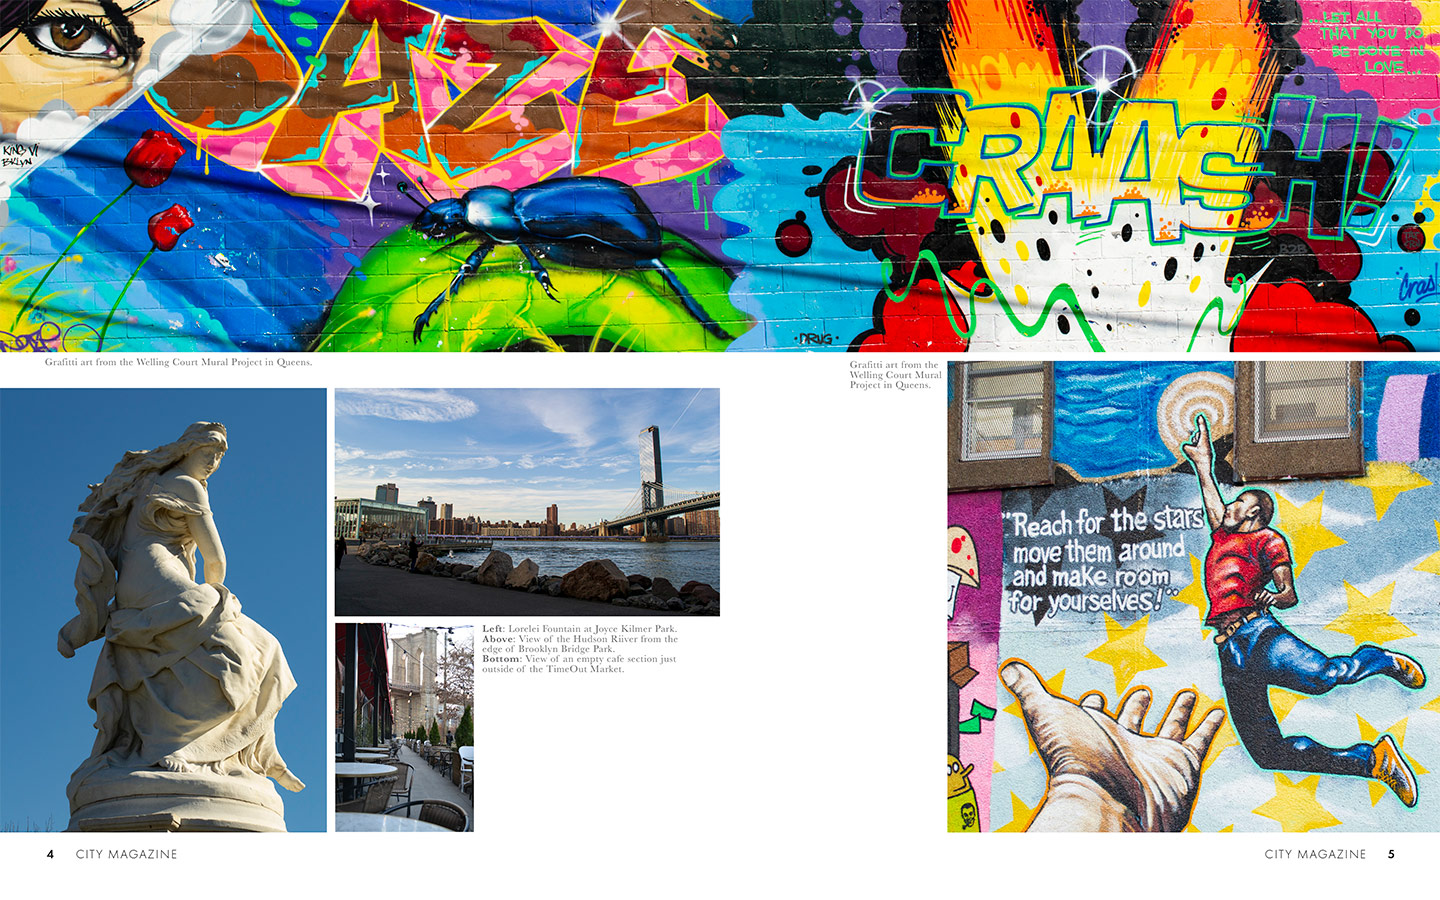 ...LET ALL
THAT YOU DO
BE DONE IN
LOVE...
DAZE
CRAASH!
KING VI
BKLYN
B2B
Crash
·DRUG·
Grafitti art from the Welling Court Mural Project in Queens.
Grafitti art from the
Welling Court Mural
Project in Queens.
"Reach for the stars
move them around
and make room
for yourselves!"
Left: Lorelei Fountain at Joyce Kilmer Park.
Above: View of the Hudson Riiver from the
edge of Brooklyn Bridge Park.
Bottom: View of an empty cafe section just
outside of the TimeOut Market.
4 CITY MAGAZINE
CITY MAGAZINE 5